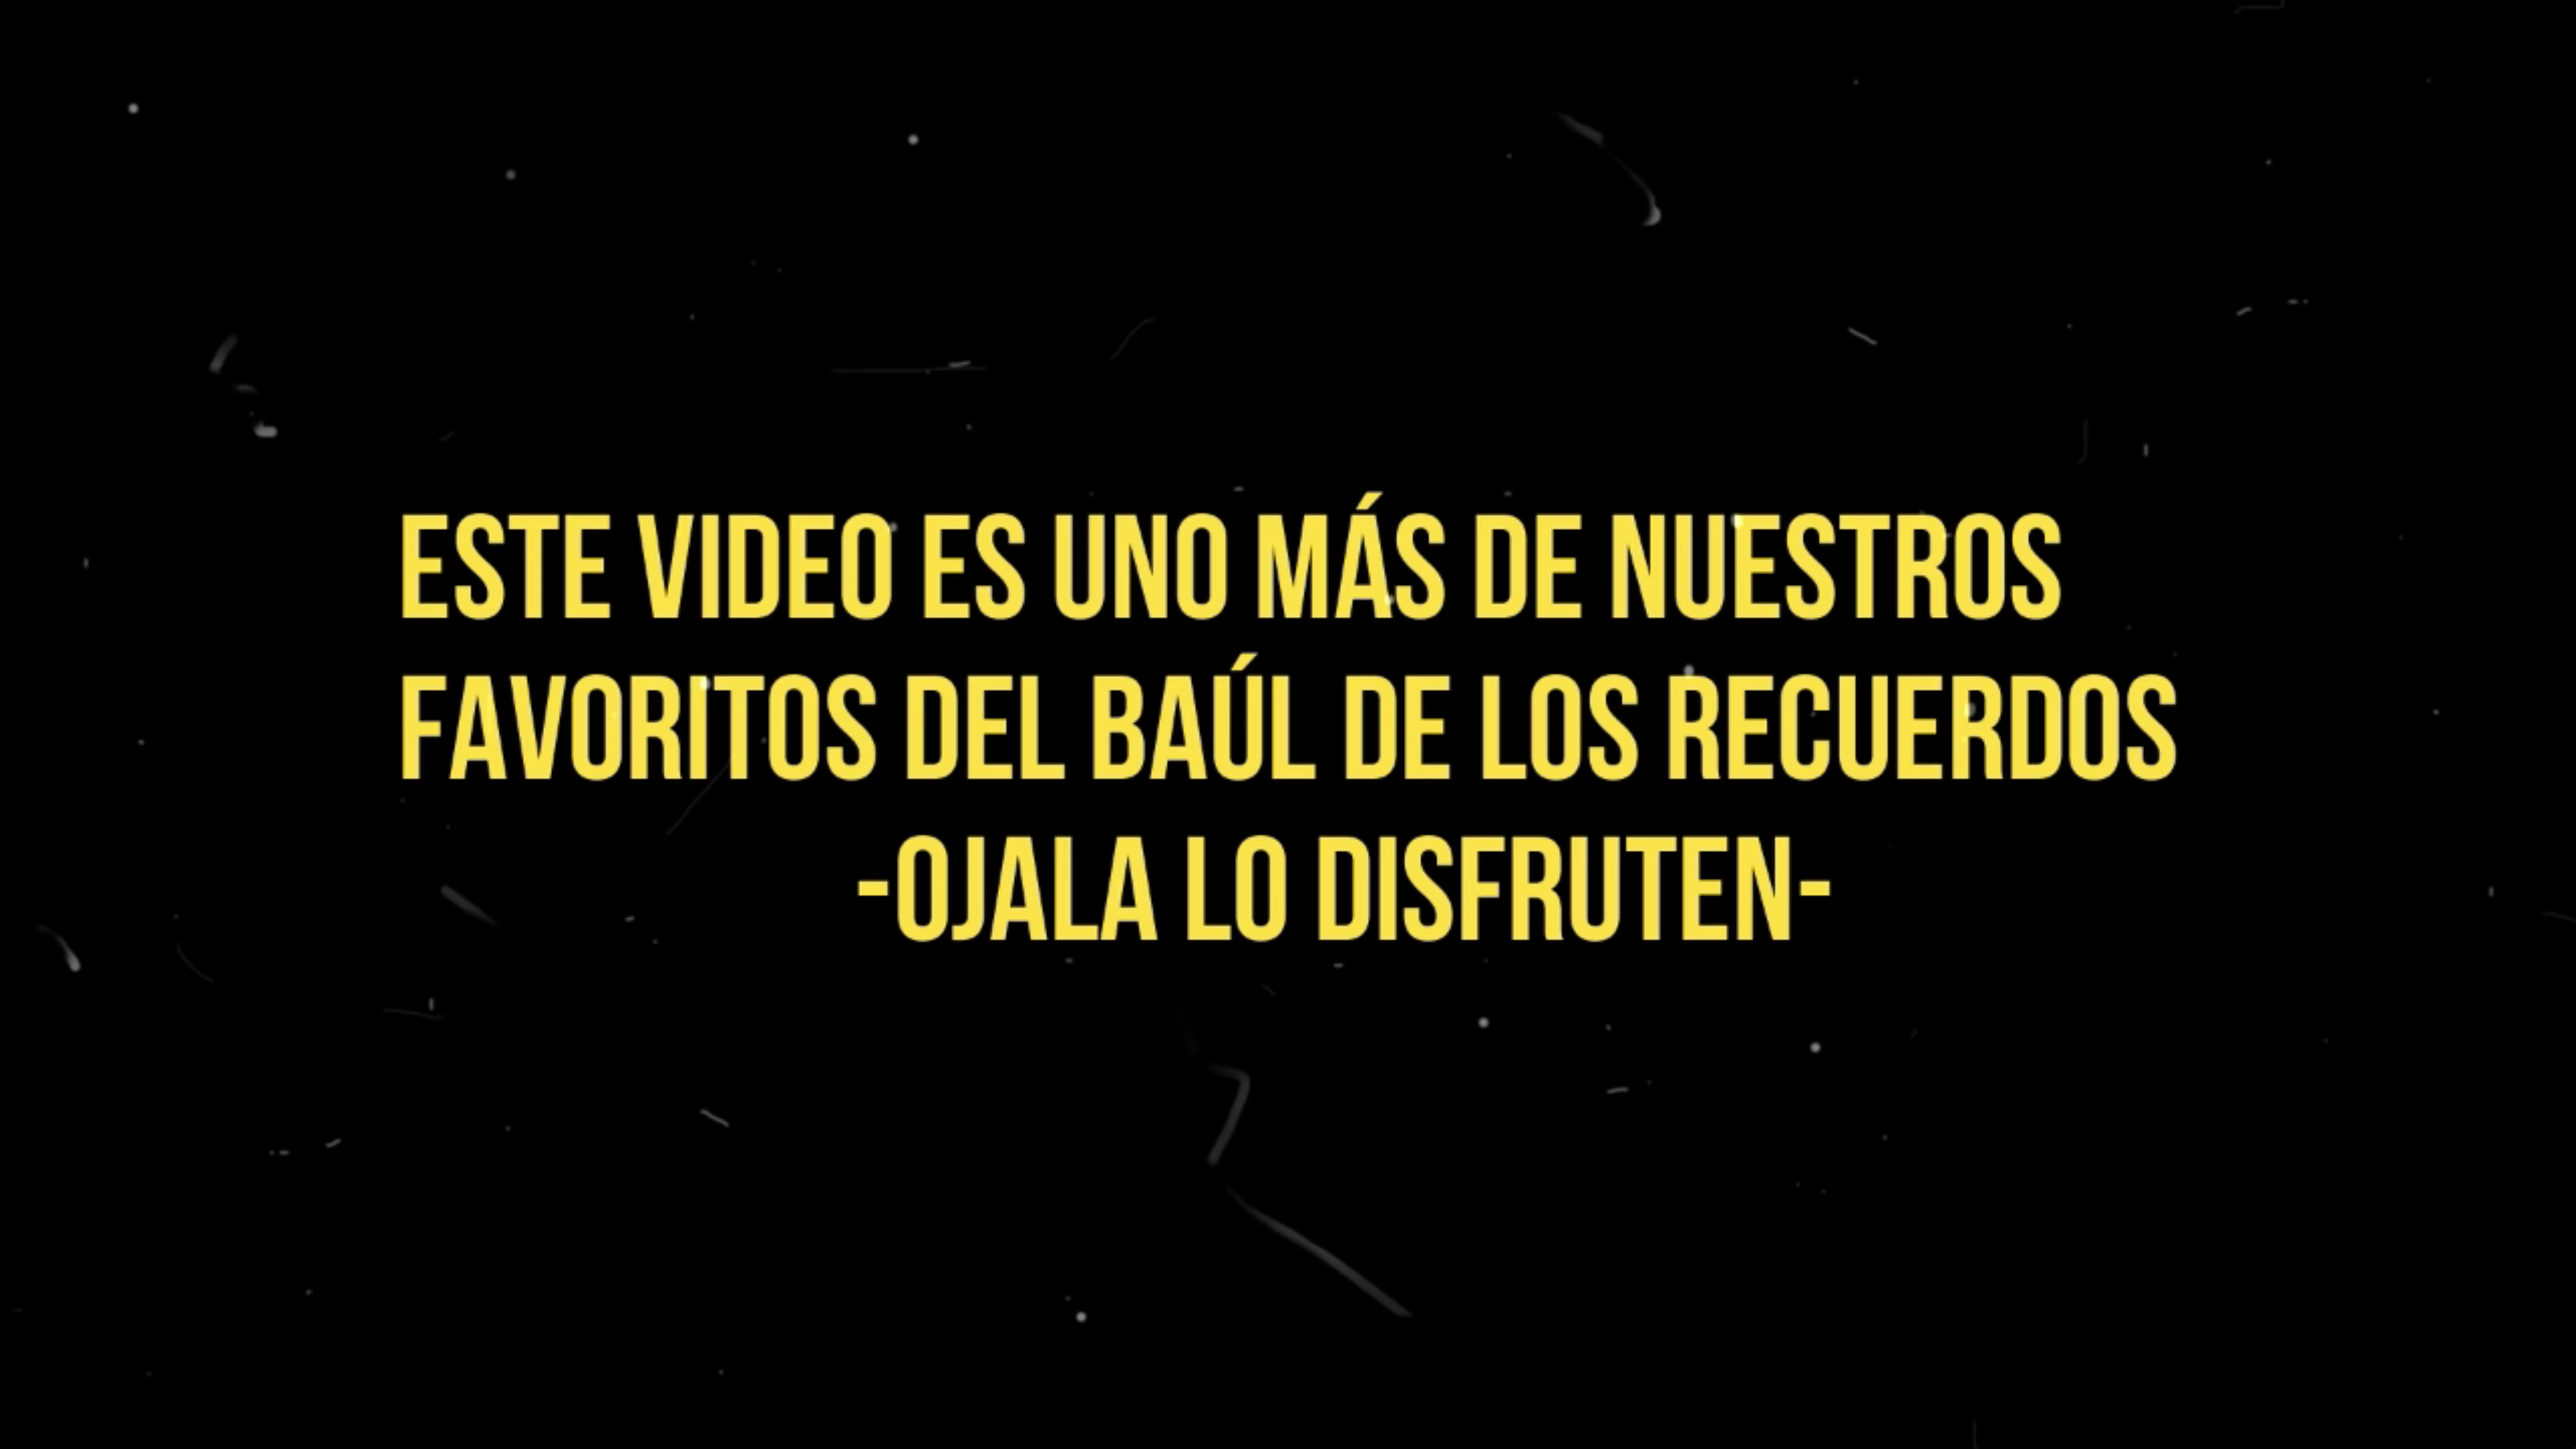 ESTE VIDEO ES UNO MÁS DE NUESTROS
FAVORITOS DEL BAÚL DE LOS RECUERDOS
-OJALA LO DISFRUTEN-